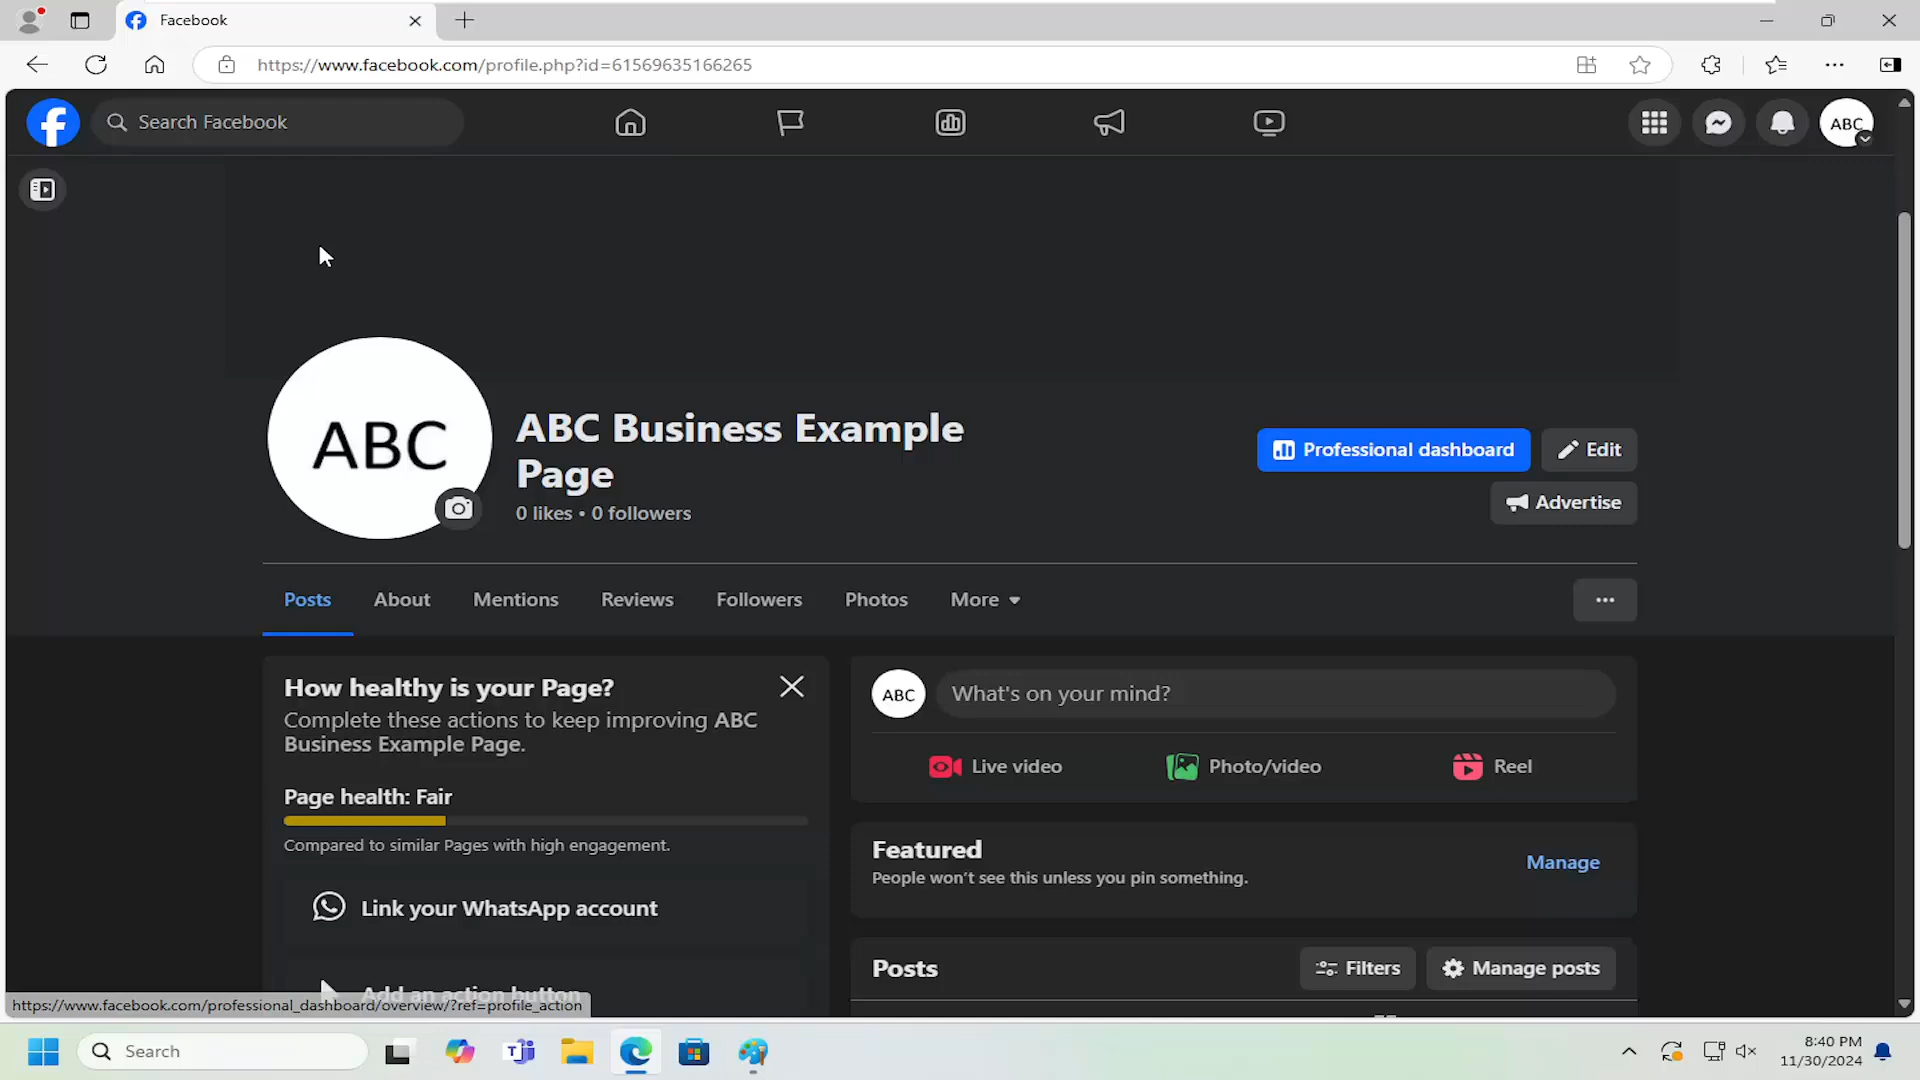 Facebook
https://www.facebook.com/profile.php?id=61569635166265
Search Facebook
ABC
ABC
ABC Business Example
Page
0 likes • 0 followers
Professional dashboard
Edit
Advertise
Posts
About
Mentions
Reviews
Followers
Photos
More
How healthy is your Page?
Complete these actions to keep improving ABC
Business Example Page.
Page health: Fair
Compared to similar Pages with high engagement.
Link your WhatsApp account
Add an action button
ABC
What's on your mind?
Live video
Photo/video
Reel
Featured
People won't see this unless you pin something.
Manage
Posts
Filters
Manage posts
https://www.facebook.com/professional_dashboard/overview/?ref=profile_action
Search
8:40 PM
11/30/2024